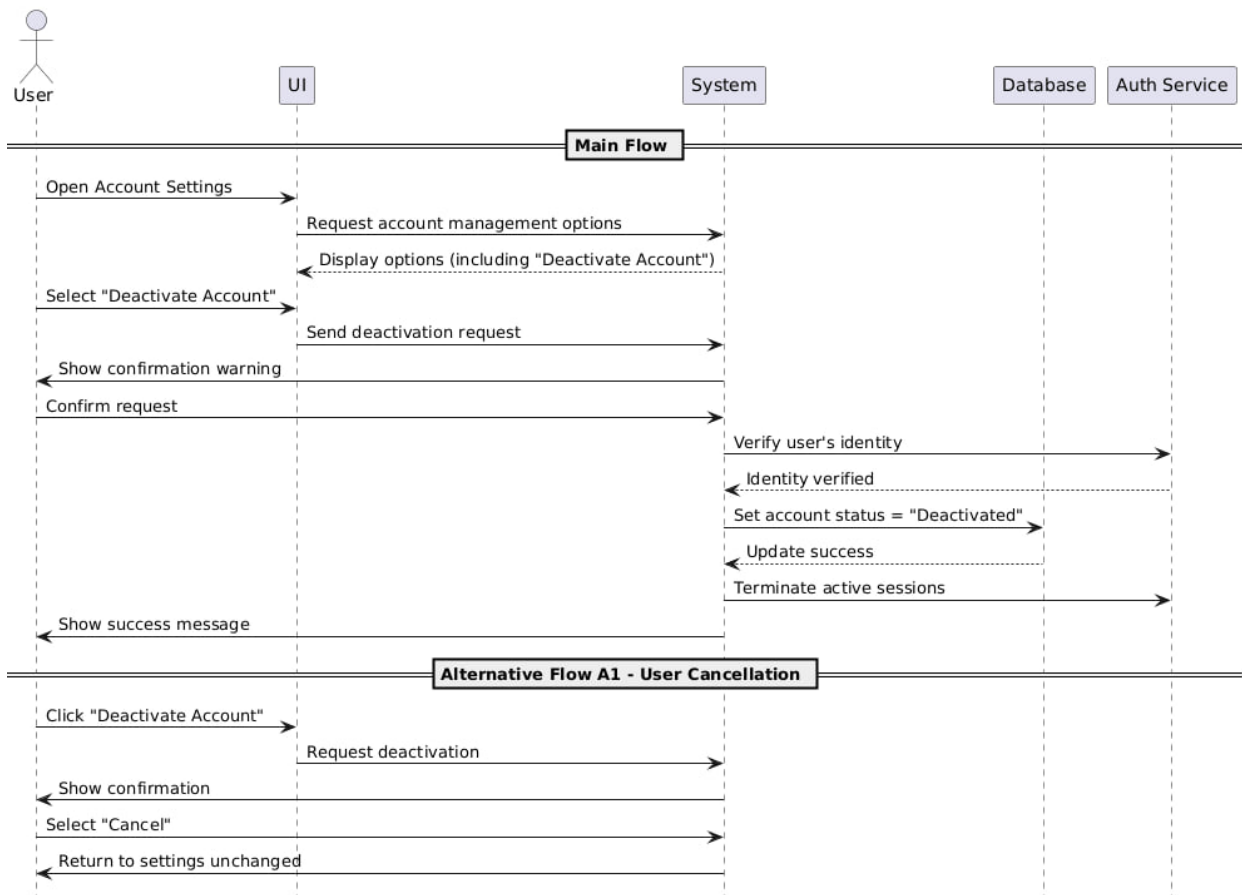 User
UI
System
Database
Auth Service
Main Flow
Open Account Settings
Request account management options
Display options (including "Deactivate Account")
Select "Deactivate Account"
Send deactivation request
Show confirmation warning
Confirm request
Verify user's identity
Identity verified
Set account status = "Deactivated"
Update success
Terminate active sessions
Show success message
Alternative Flow A1 - User Cancellation
Click "Deactivate Account"
Request deactivation
Show confirmation
Select "Cancel"
Return to settings unchanged